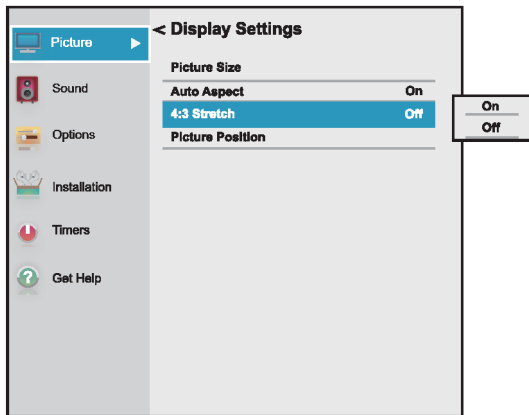 Picture
Sound
Options
Installation
Timers
Get Help
< Display Settings
Picture Size
Auto Aspect On
4:3 Stretch Off
Picture Position
On
Off